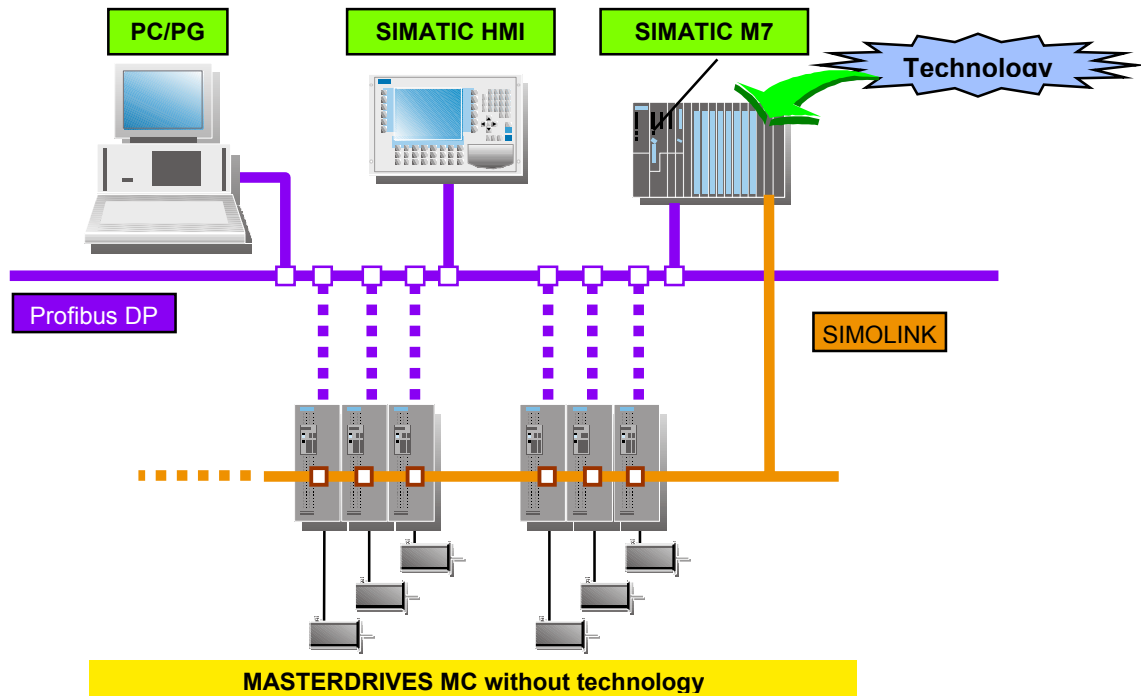 PC/PG
SIMATIC HMI
SIMATIC M7
Technology
Profibus DP
SIMOLINK
MASTERDRIVES MC without technology